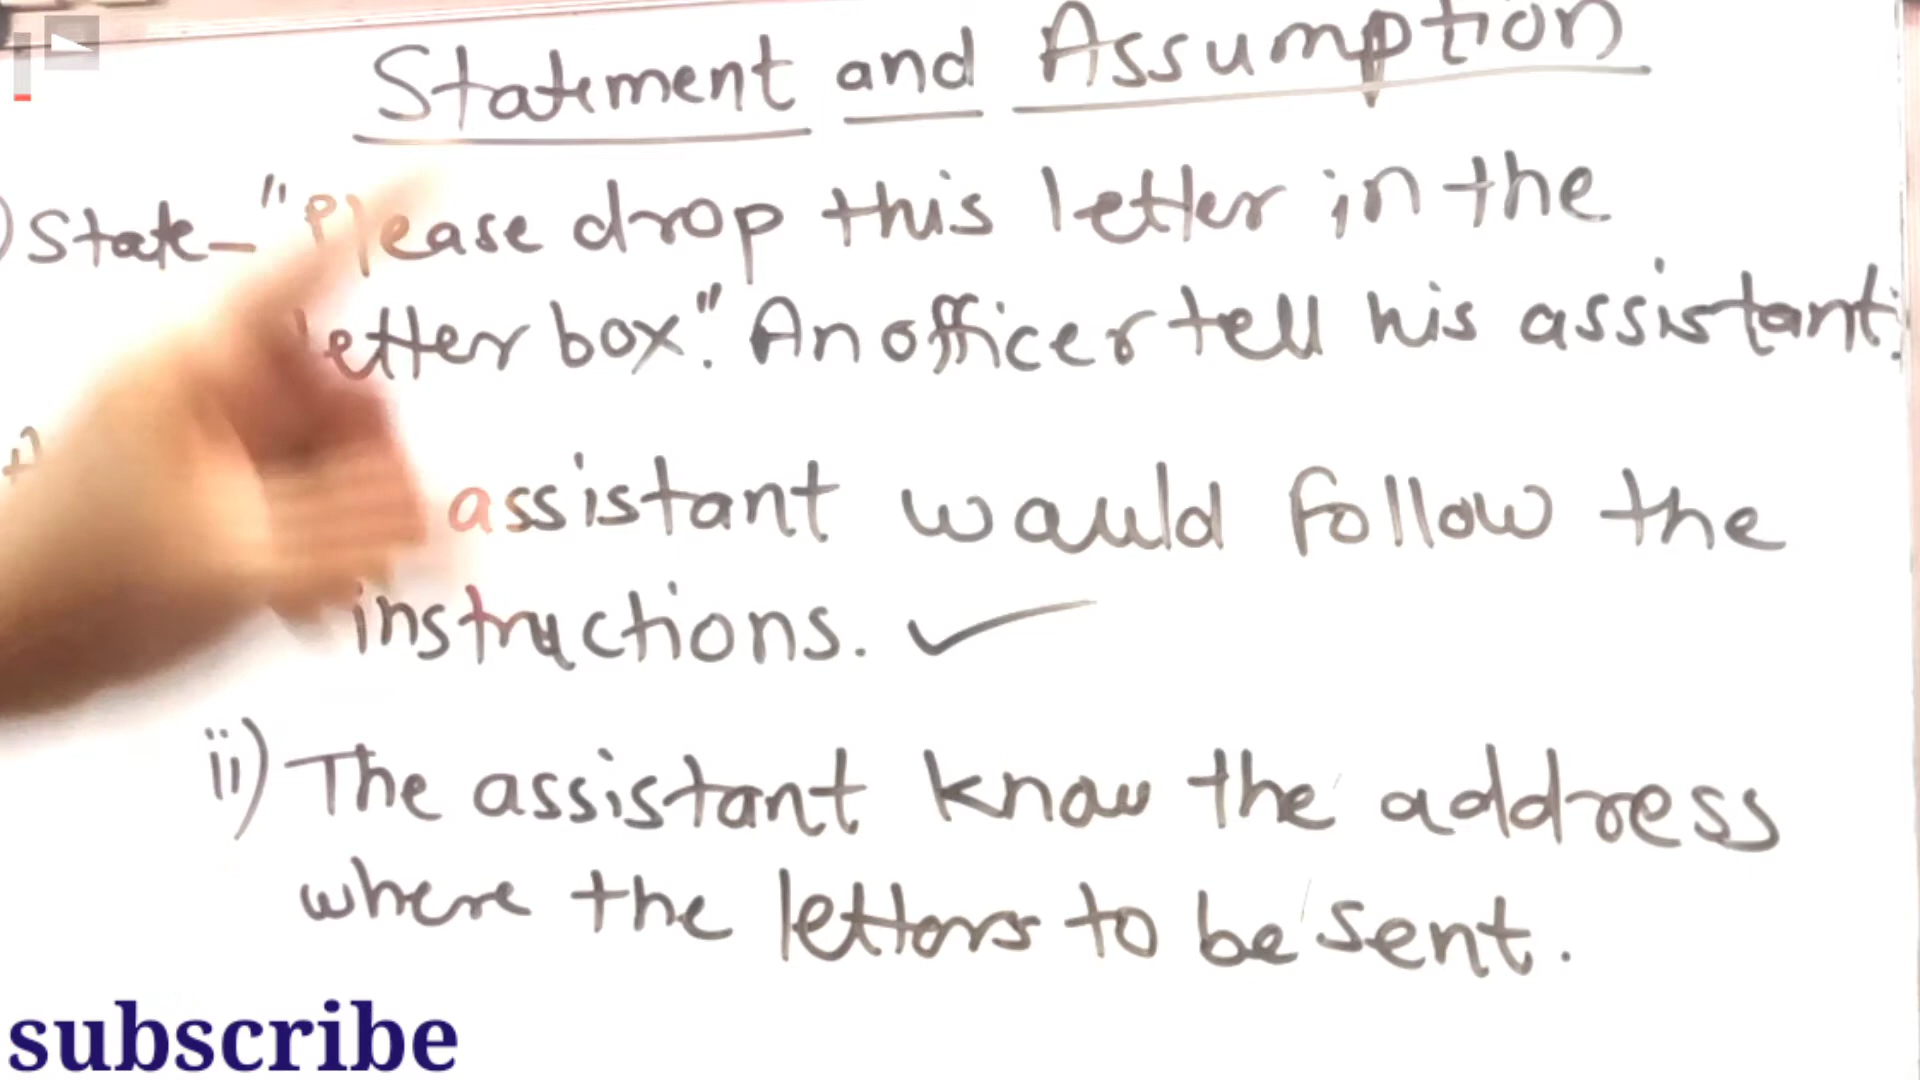 Statement and Assumption
) State - "Please drop this letter in the
letter box." An officer tell his assistant.
assistant would follow the
instructions.
ii) The assistant know the address
where the letters to be sent.
subscribe